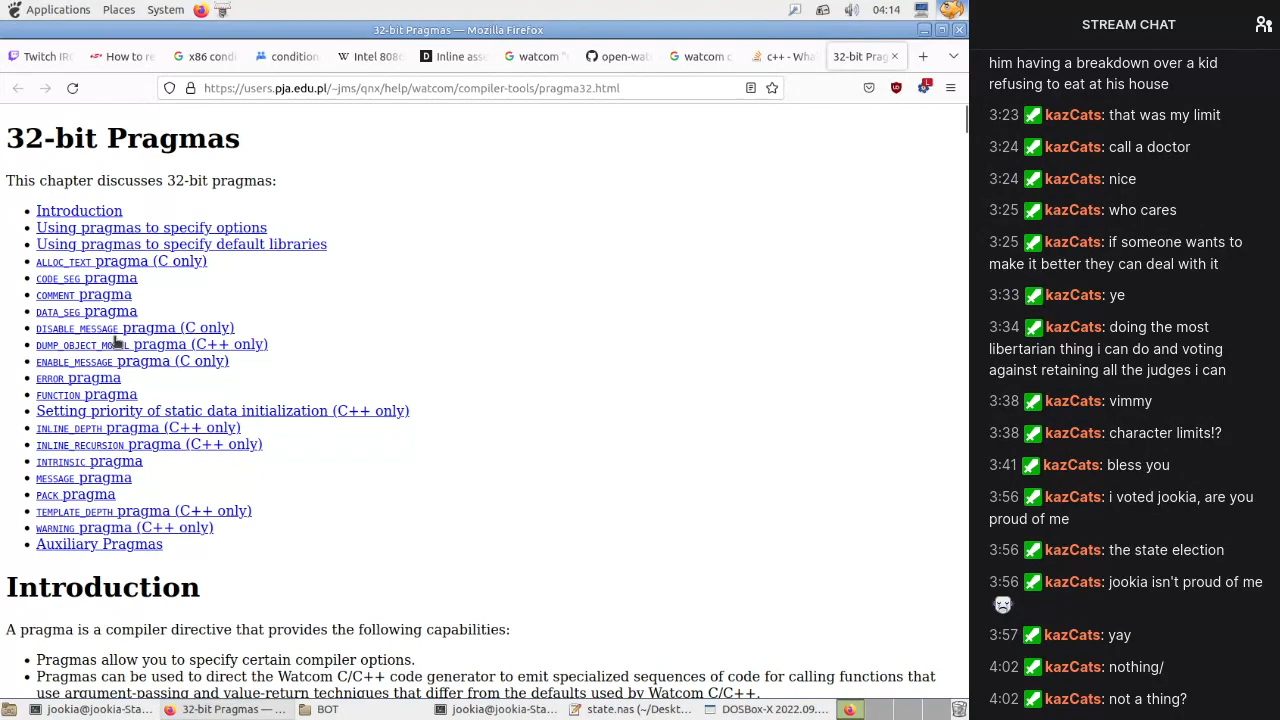 Applications Places System 04:14
32-bit Pragmas — Mozilla Firefox
Twitch IR
How to re
x86 condi
condition
Intel 808
Inline ass
watcom "
open-wat
watcom c
c++ - Wha
32-bit Prag
https://users.pja.edu.pl/~jms/qnx/help/watcom/compiler-tools/pragma32.html
32-bit Pragmas
This chapter discusses 32-bit pragmas:
Introduction
Using pragmas to specify options
Using pragmas to specify default libraries
ALLOC_TEXT pragma (C only)
CODE_SEG pragma
COMMENT pragma
DATA_SEG pragma
DISABLE_MESSAGE pragma (C only)
DUMP_OBJECT_MODEL pragma (C++ only)
ENABLE_MESSAGE pragma (C only)
ERROR pragma
FUNCTION pragma
Setting priority of static data initialization (C++ only)
INLINE_DEPTH pragma (C++ only)
INLINE_RECURSION pragma (C++ only)
INTRINSIC pragma
MESSAGE pragma
PACK pragma
TEMPLATE_DEPTH pragma (C++ only)
WARNING pragma (C++ only)
Auxiliary Pragmas
Introduction
A pragma is a compiler directive that provides the following capabilities:
Pragmas allow you to specify certain compiler options.
Pragmas can be used to direct the Watcom C/C++ code generator to emit specialized sequences of code for calling functions that
use argument-passing and value-return techniques that differ from the defaults used by Watcom C/C++.
jookia@jookia-Sta...
32-bit Pragmas — ...
BOT
jookia@jookia-Sta...
state.nas (~/Deskt...
DOSBox-X 2022.09....
STREAM CHAT
him having a breakdown over a kid
refusing to eat at his house
3:23 kazCats: that was my limit
3:24 kazCats: call a doctor
3:24 kazCats: nice
3:25 kazCats: who cares
3:25 kazCats: if someone wants to
make it better they can deal with it
3:33 kazCats: ye
3:34 kazCats: doing the most
libertarian thing i can do and voting
against retaining all the judges i can
3:38 kazCats: vimmy
3:38 kazCats: character limits!?
3:41 kazCats: bless you
3:56 kazCats: i voted jookia, are you
proud of me
3:56 kazCats: the state election
3:56 kazCats: jookia isn't proud of me
3:57 kazCats: yay
4:02 kazCats: nothing/
4:02 kazCats: not a thing?